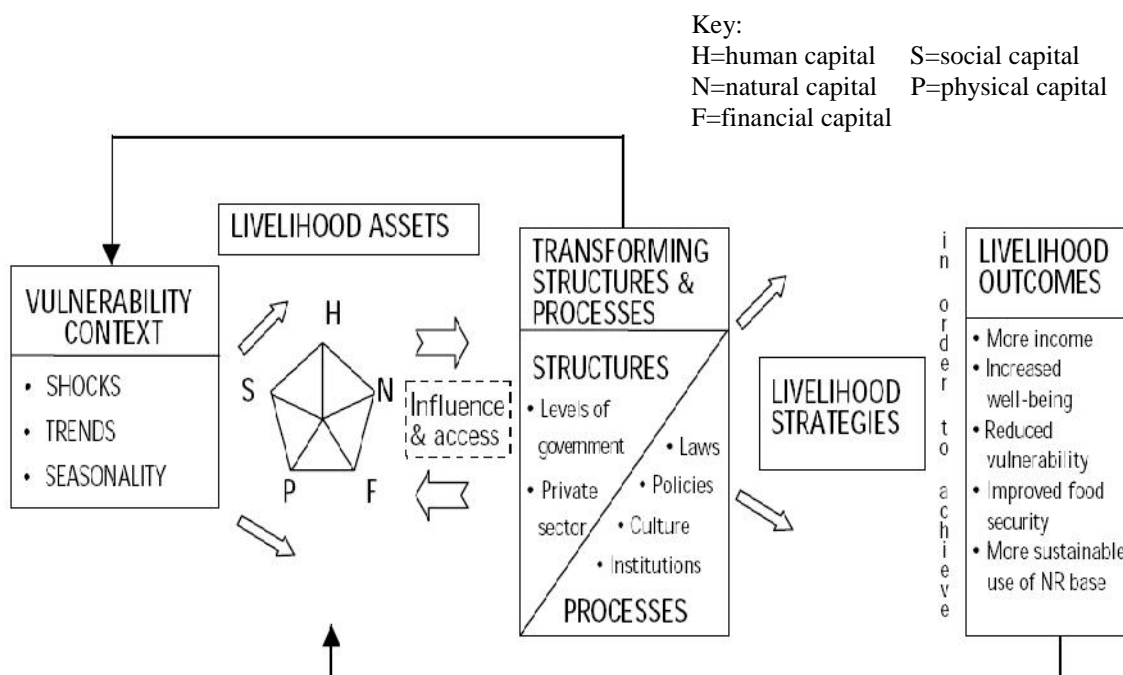 Key:
H=human capital S=social capital
N=natural capital P=physical capital
F=financial capital
LIVELIHOOD ASSETS
VULNERABILITY
CONTEXT
• SHOCKS
• TRENDS
• SEASONALITY
H
S
N
P
F
Influence
& access
TRANSFORMING
STRUCTURES &
PROCESSES
STRUCTURES
• Levels of
government
• Private
sector
• Laws
• Policies
• Culture
• Institutions
PROCESSES
LIVELIHOOD
STRATEGIES
in order to achieve
LIVELIHOOD
OUTCOMES
• More income
• Increased
well-being
• Reduced
vulnerability
• Improved food
security
• More sustainable
use of NR base